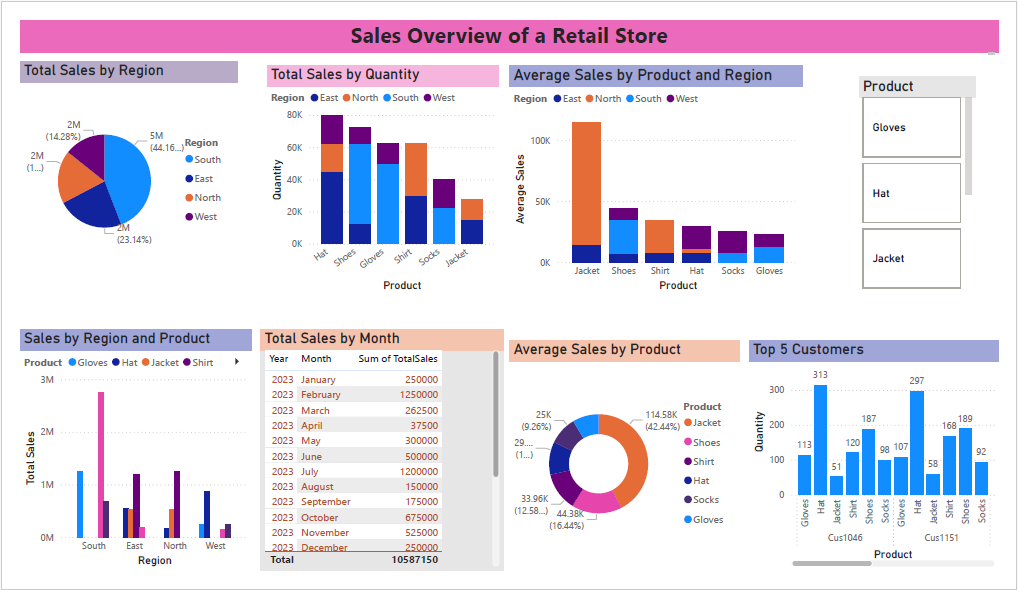 Sales Overview of a Retail Store
Total Sales by Region
2M
(14.28%)
5M
(44.16...)
2M
(1...)
2M
(23.14%)
Region
South
East
North
West
Total Sales by Quantity
Region East North South West
Quantity
80K
60K
40K
20K
0K
Hat Shoes Gloves Shirt Socks Jacket
Product
Average Sales by Product and Region
Region East North South West
Average Sales
100K
50K
0K
Jacket Shoes Shirt Hat Socks Gloves
Product
Product
Gloves
Hat
Jacket
Sales by Region and Product
Product Gloves Hat Jacket Shirt
Total Sales
3M
2M
1M
0M
South East North West
Region
Total Sales by Month
Year Month Sum of TotalSales
2023 January 250000
2023 February 1250000
2023 March 262500
2023 April 37500
2023 May 300000
2023 June 500000
2023 July 1200000
2023 August 150000
2023 September 175000
2023 October 675000
2023 November 525000
2023 December 250000
Total 10587150
Average Sales by Product
25K
(9.26%)
114.58K
(42.44%)
29....
(1...)
33.96K
(12.58...)
44.38K
(16.44%)
Product
Jacket
Shoes
Shirt
Hat
Socks
Gloves
Top 5 Customers
Quantity
300
200
100
0
113 313 51 120 187 98 107 297 58 168 189 92
Gloves Hat Jacket Shirt Shoes Socks Gloves Hat Jacket Shirt Shoes Socks
Cus1046 Cus1151
Product